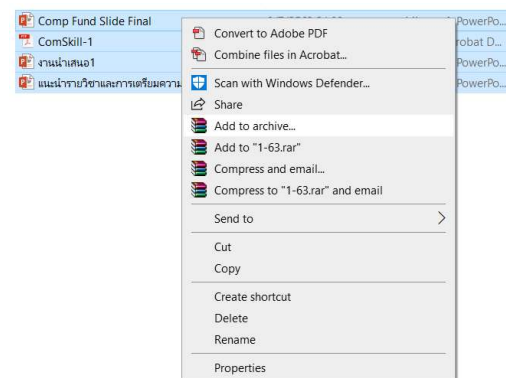 Comp Fund Slide Final
PowerPo...
ComSkill-1
robat D...
งานนำเสนอ1
PowerPo...
แนะนำรายวิชาและการเตรียมความ
PowerPo...
Convert to Adobe PDF
Combine files in Acrobat...
Scan with Windows Defender...
Share
Add to archive...
Add to "1-63.rar"
Compress and email...
Compress to "1-63.rar" and email
Send to
Cut
Copy
Create shortcut
Delete
Rename
Properties